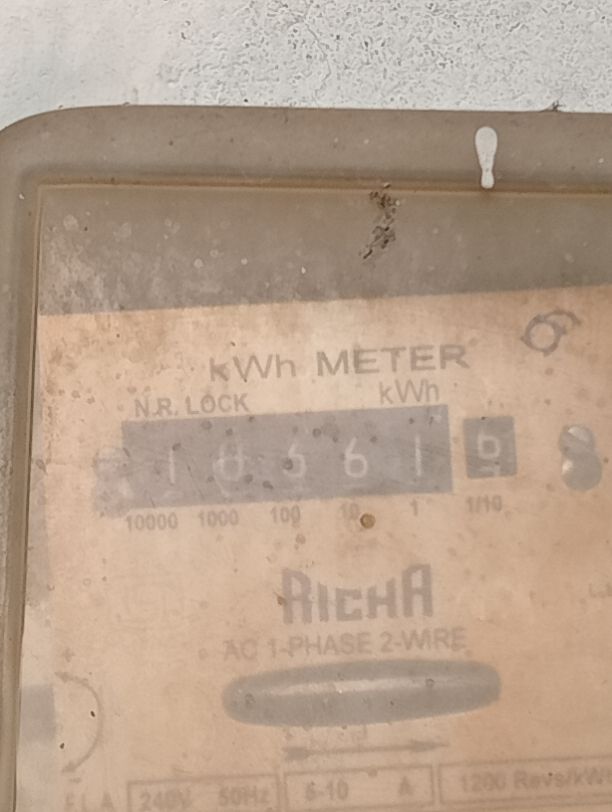 kWh METER
N.R. LOCK kWh
1 6 6 1 6
10000 1000 100 10 1 1/10
RICHA
AC 1-PHASE 2-WIRE
240V 50Hz 5-10 A 1200 Revs/kWh